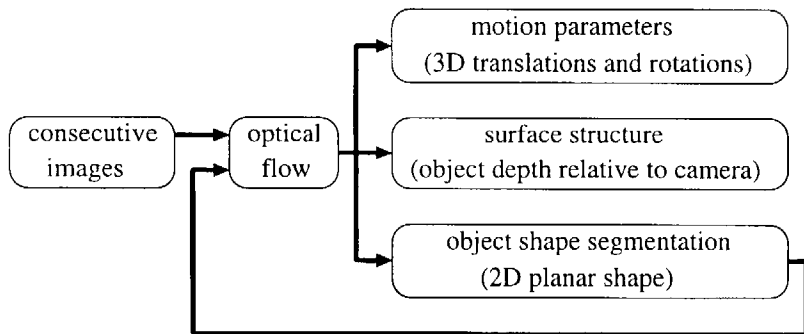 consecutive
images
optical
flow
motion parameters
(3D translations and rotations)
surface structure
(object depth relative to camera)
object shape segmentation
(2D planar shape)